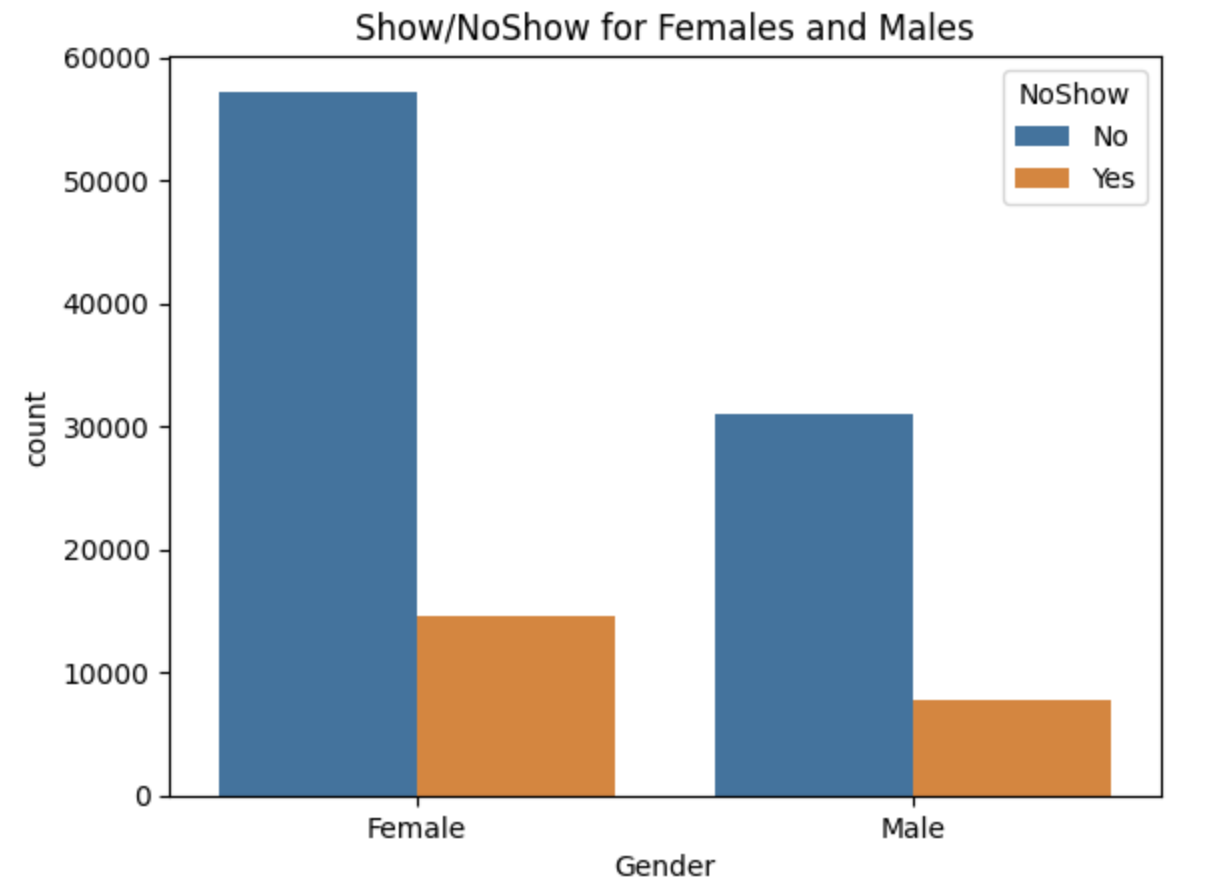 Show/NoShow for Females and Males
60000
50000
40000
30000
20000
10000
0
count
NoShow
No
Yes
Female
Male
Gender